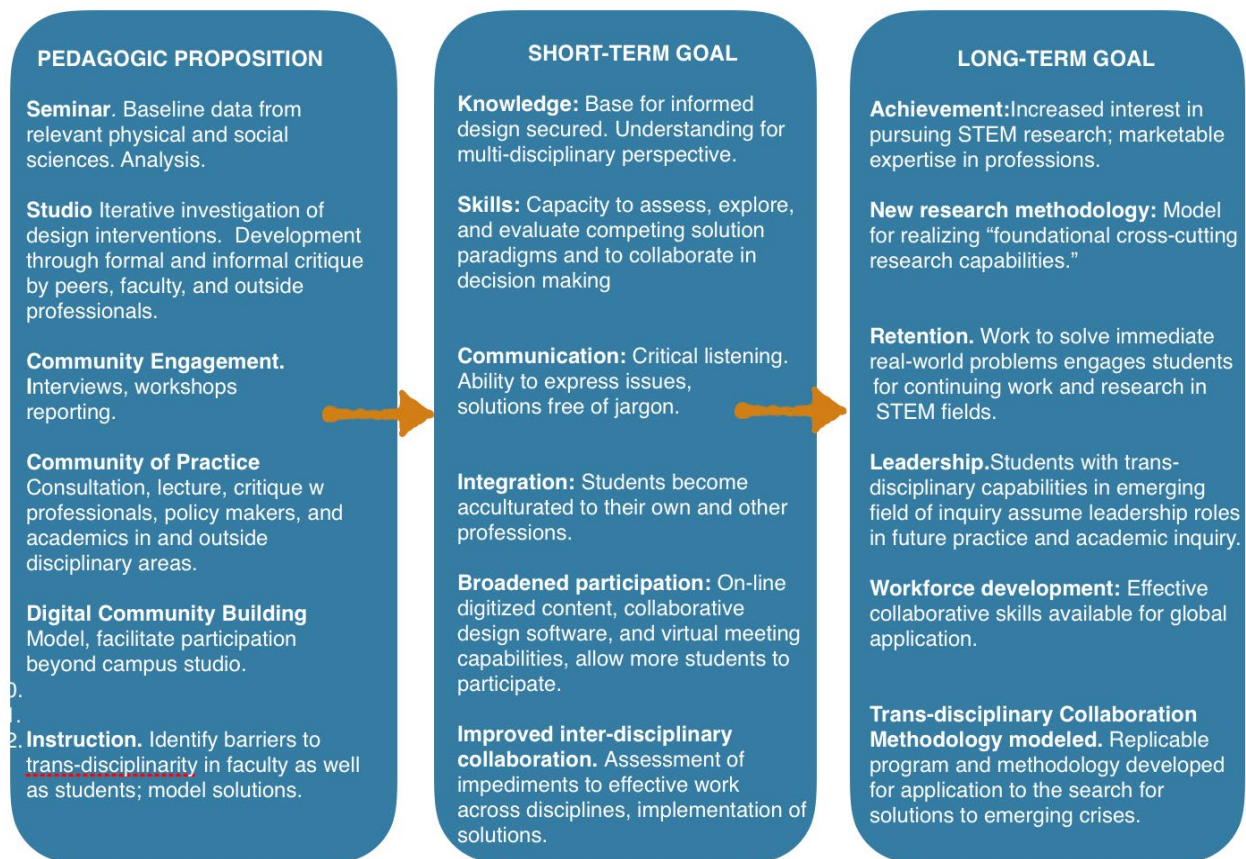 PEDAGOGIC PROPOSITION
Seminar. Baseline data from
relevant physical and social
sciences. Analysis.
Studio Iterative investigation of
design interventions.  Development
through formal and informal critique
by peers, faculty, and outside
professionals.
Community Engagement.
Interviews, workshops
reporting.
Community of Practice
Consultation, lecture, critique w
professionals, policy makers, and
academics in and outside
disciplinary areas.
Digital Community Building
Model, facilitate participation
beyond campus studio.
0.
1.
2. Instruction. Identify barriers to
trans-disciplinarity in faculty as well
as students; model solutions.
SHORT-TERM GOAL
Knowledge: Base for informed
design secured. Understanding for
multi-disciplinary perspective.
Skills: Capacity to assess, explore,
and evaluate competing solution
paradigms and to collaborate in
decision making
Communication: Critical listening.
Ability to express issues,
solutions free of jargon.
Integration: Students become
acculturated to their own and other
professions.
Broadened participation: On-line
digitized content, collaborative
design software, and virtual meeting
capabilities, allow more students to
participate.
Improved inter-disciplinary
collaboration. Assessment of
impediments to effective work
across disciplines, implementation of
solutions.
LONG-TERM GOAL
Achievement:Increased interest in
pursuing STEM research; marketable
expertise in professions.
New research methodology: Model
for realizing “foundational cross-cutting
research capabilities.”
Retention. Work to solve immediate
real-world problems engages students
for continuing work and research in
STEM fields.
Leadership.Students with trans-
disciplinary capabilities in emerging
field of inquiry assume leadership roles
in future practice and academic inquiry.
Workforce development: Effective
collaborative skills available for global
application.
Trans-disciplinary Collaboration
Methodology modeled. Replicable
program and methodology developed
for application to the search for
solutions to emerging crises.